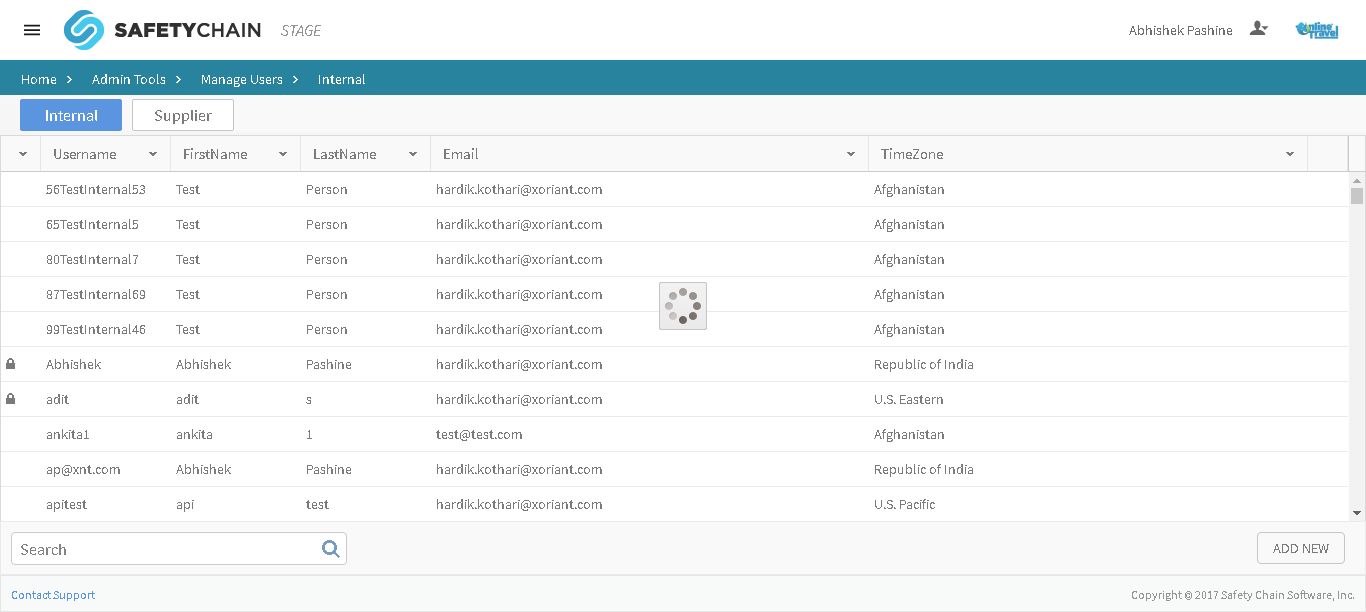 SAFETYCHAIN STAGE Abhishek Pashine Online Travel
Home Admin Tools Manage Users Internal
Internal Supplier
Username FirstName LastName Email TimeZone
56TestInternal53 Test Person hardik.kothari@xoriant.com Afghanistan
65TestInternal5 Test Person hardik.kothari@xoriant.com Afghanistan
80TestInternal7 Test Person hardik.kothari@xoriant.com Afghanistan
87TestInternal69 Test Person hardik.kothari@xoriant.com Afghanistan
99TestInternal46 Test Person hardik.kothari@xoriant.com Afghanistan
Abhishek Abhishek Pashine hardik.kothari@xoriant.com Republic of India
adit adit s hardik.kothari@xoriant.com U.S. Eastern
ankita1 ankita 1 test@test.com Afghanistan
ap@xnt.com Abhishek Pashine hardik.kothari@xoriant.com Republic of India
apitest api test hardik.kothari@xoriant.com U.S. Pacific
Search ADD NEW
Contact Support Copyright © 2017 Safety Chain Software, Inc.